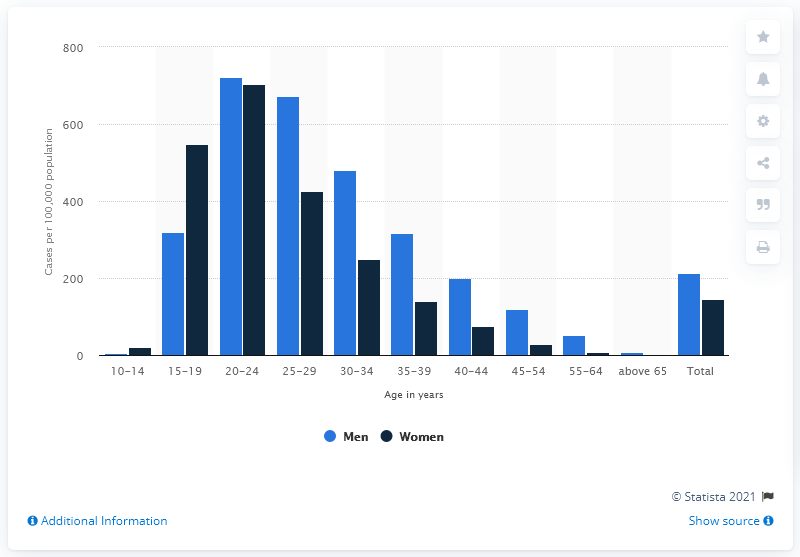 Cases per 100,000 population
800
600
400
200
0
10–14 15–19 20–24 25–29 30–34 35–39 40–44 45–54 55–64 above 65 Total
Age in years
Men Women
© Statista 2021
Additional Information Show source